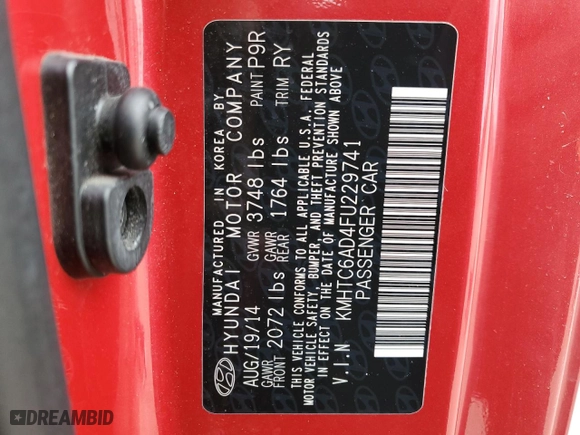 MANUFACTURED IN KOREA BY
HYUNDAI MOTOR COMPANY
AUG/19/14 GVWR 3748 lbs PAINT P9R
GAWR FRONT 2072 lbs GAWR REAR 1764 lbs TRIM RY
THIS VEHICLE CONFORMS TO ALL APPLICABLE U.S.A. FEDERAL
MOTOR VEHICLE SAFETY, BUMPER, AND THEFT PREVENTION STANDARDS
IN EFFECT ON THE DATE OF MANUFACTURE SHOWN ABOVE
V.I.N KMHTC6AD4FU229741
PASSENGER CAR
DREAMBID